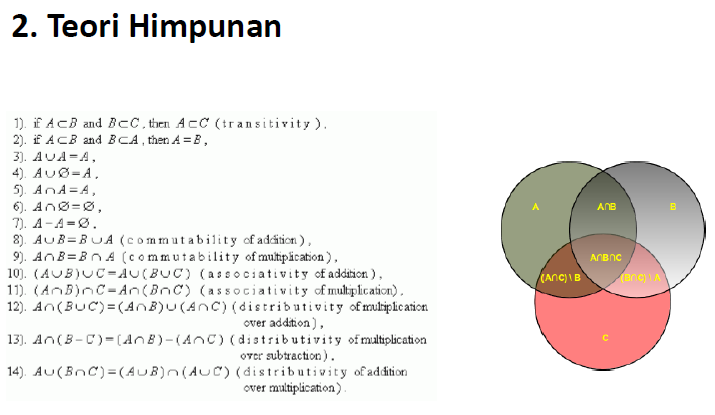 2. Teori Himpunan
1). if A⊂B and B⊂C, then A⊂C (transitivity).
2). if A⊂B and B⊂A, then A=B,
3). A∪A=A,
4). A∪Ø=A,
5). A∩A=A,
6). A∩Ø=Ø,
7). A-A=Ø.
8). A∪B=B∪A (commutability of addition),
9). A∩B=B∩A (commutability of multiplication),
10). (A∪B)∪C=A∪(B∪C) (associativity of addition),
11). (A∩B)∩C=A∩(B∩C) (associativity of multiplication).
12). A∩(B∪C)=(A∩B)∪(A∩C) (distributivity of multiplication
over addition),
13). A∩(B-C)=(A∩B)-(A∩C) (distributivity of multiplication
over subtraction),
14). A∪(B∩C)=(A∪B)∩(A∪C) (distributivity of addition
over multiplication).
A
A∩B
B
A∩B∩C
(A∩C) \ B
(B∩C) \ A
C